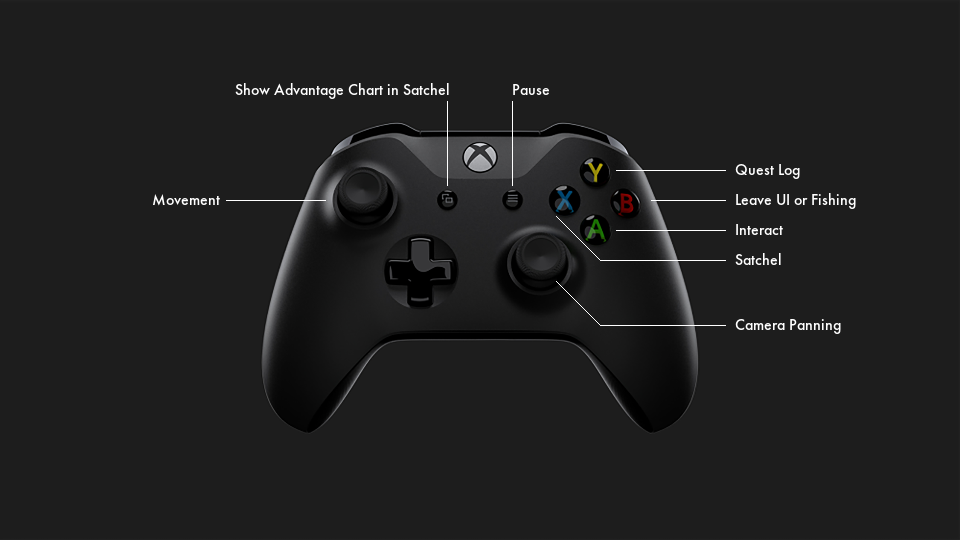 Show Advantage Chart in Satchel
Pause
Quest Log
Movement
Leave UI or Fishing
Interact
Satchel
Camera Panning
Y
X
B
A